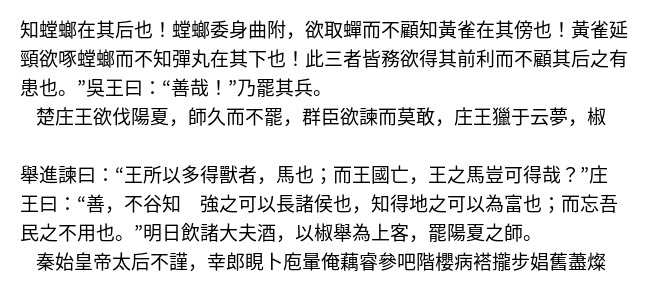 知螳螂在其后也！螳螂委身曲附，欲取蟬而不顧知黃雀在其傍也！黃雀延
頸欲啄螳螂而不知彈丸在其下也！此三者皆務欲得其前利而不顧其后之有
患也。”吳王曰：“善哉！”乃罷其兵。
楚庄王欲伐陽夏，師久而不罷，群臣欲諫而莫敢，庄王獵于云夢，椒
舉進諫曰：“王所以多得獸者，馬也；而王國亡，王之馬豈可得哉？”庄
王曰：“善，不谷知　強之可以長諸侯也，知得地之可以為富也；而忘吾
民之不用也。”明日飲諸大夫酒，以椒舉為上客，罷陽夏之師。
秦始皇帝太后不謹，幸郎睍卜庖暈俺藕睿參吧階櫻病褡攏步娼舊藎燦